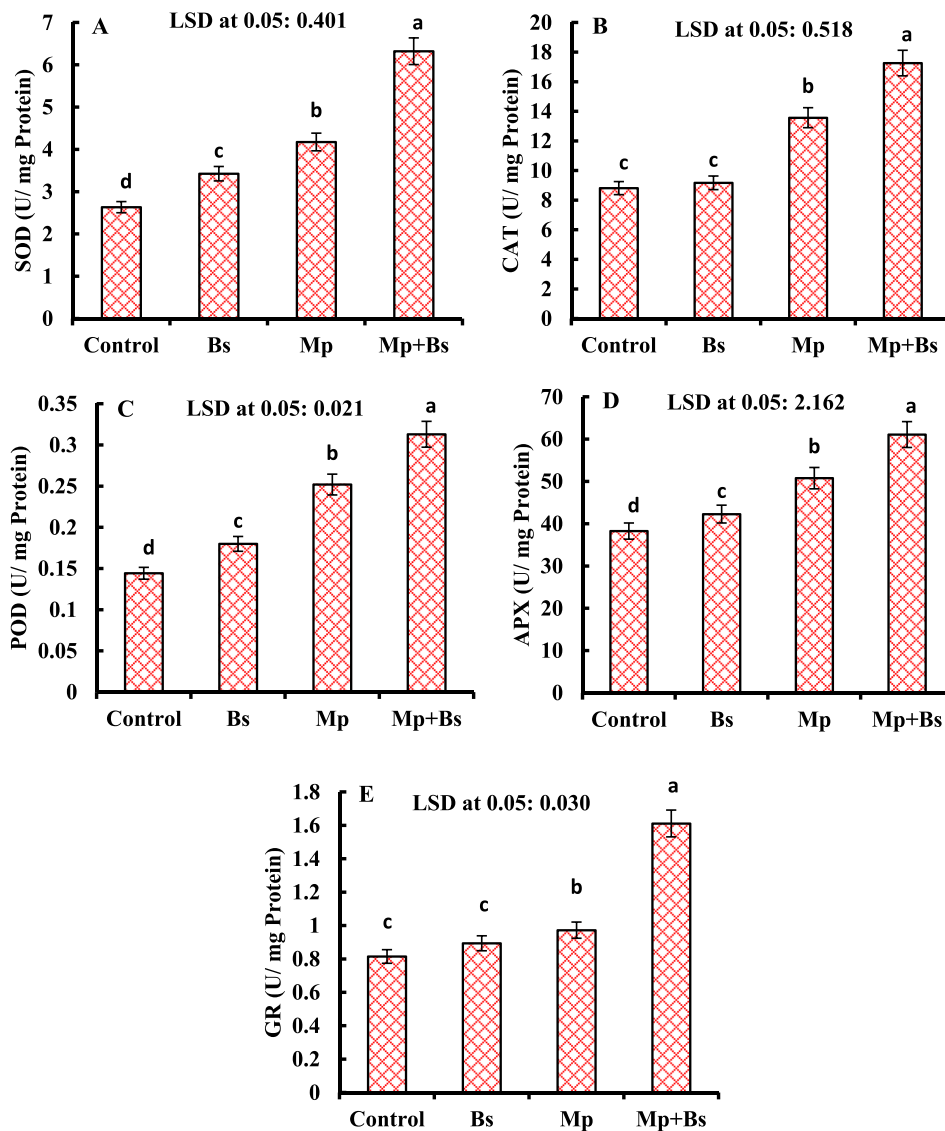 A
LSD at 0.05: 0.401
SOD (U/ mg Protein)
7
6
5
4
3
2
1
0
d
c
b
a
Control Bs Mp Mp+Bs
B
LSD at 0.05: 0.518
CAT (U/ mg Protein)
20
18
16
14
12
10
8
6
4
2
0
c
c
b
a
Control Bs Mp Mp+Bs
C
LSD at 0.05: 0.021
POD (U/ mg Protein)
0.35
0.3
0.25
0.2
0.15
0.1
0.05
0
d
c
b
a
Control Bs Mp Mp+Bs
D
LSD at 0.05: 2.162
APX (U/ mg Protein)
70
60
50
40
30
20
10
0
d
c
b
a
Control Bs Mp Mp+Bs
E
LSD at 0.05: 0.030
GR (U/ mg Protein)
1.8
1.6
1.4
1.2
1
0.8
0.6
0.4
0.2
0
c
c
b
a
Control Bs Mp Mp+Bs